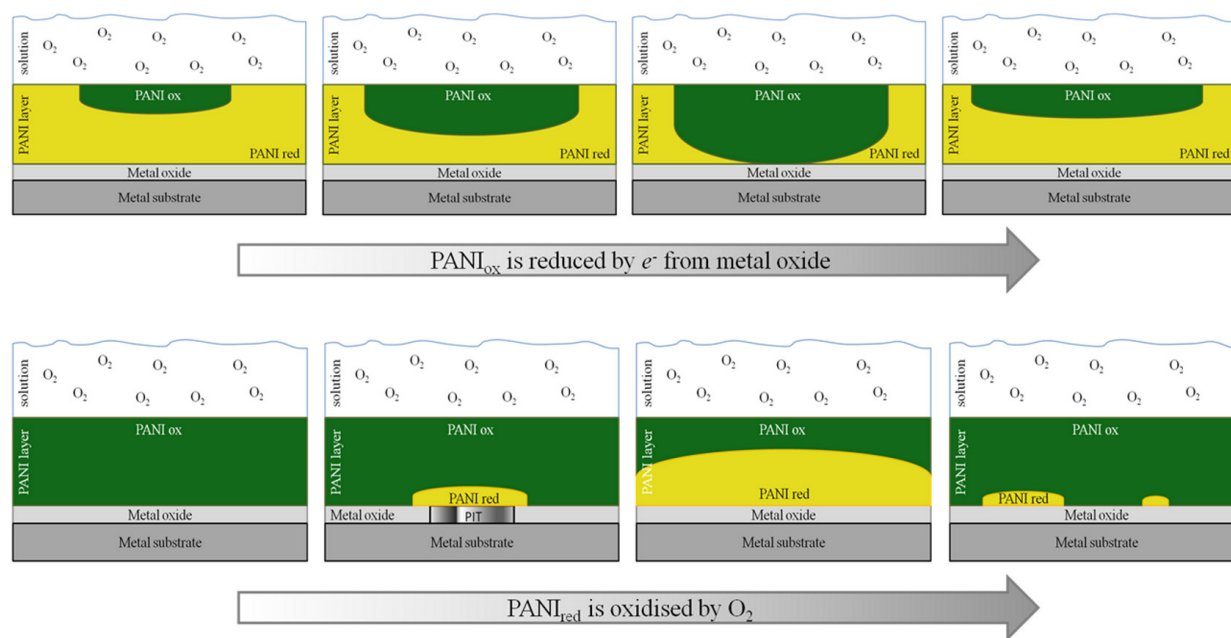 solution
O2 O2 O2 O2 O2 O2 O2 O2
PANI layer
PANI ox
PANI red
Metal oxide
Metal substrate
solution
O2 O2 O2 O2 O2 O2 O2 O2
PANI layer
PANI ox
PANI red
Metal oxide
Metal substrate
solution
O2 O2 O2 O2 O2 O2 O2 O2
PANI layer
PANI ox
PANI red
Metal oxide
Metal substrate
solution
O2 O2 O2 O2 O2 O2 O2 O2
PANI layer
PANI ox
PANI red
Metal oxide
Metal substrate
PANIox is reduced by e- from metal oxide
solution
O2 O2 O2 O2 O2 O2 O2 O2
PANI layer
PANI ox
Metal oxide
Metal substrate
solution
O2 O2 O2 O2 O2 O2 O2 O2
PANI layer
PANI ox
PANI red
Metal oxide
PIT
Metal substrate
solution
O2 O2 O2 O2 O2 O2 O2 O2
PANI layer
PANI ox
PANI red
Metal oxide
Metal substrate
solution
O2 O2 O2 O2 O2 O2 O2 O2
PANI layer
PANI ox
PANI red
Metal oxide
Metal substrate
PANIred is oxidised by O2